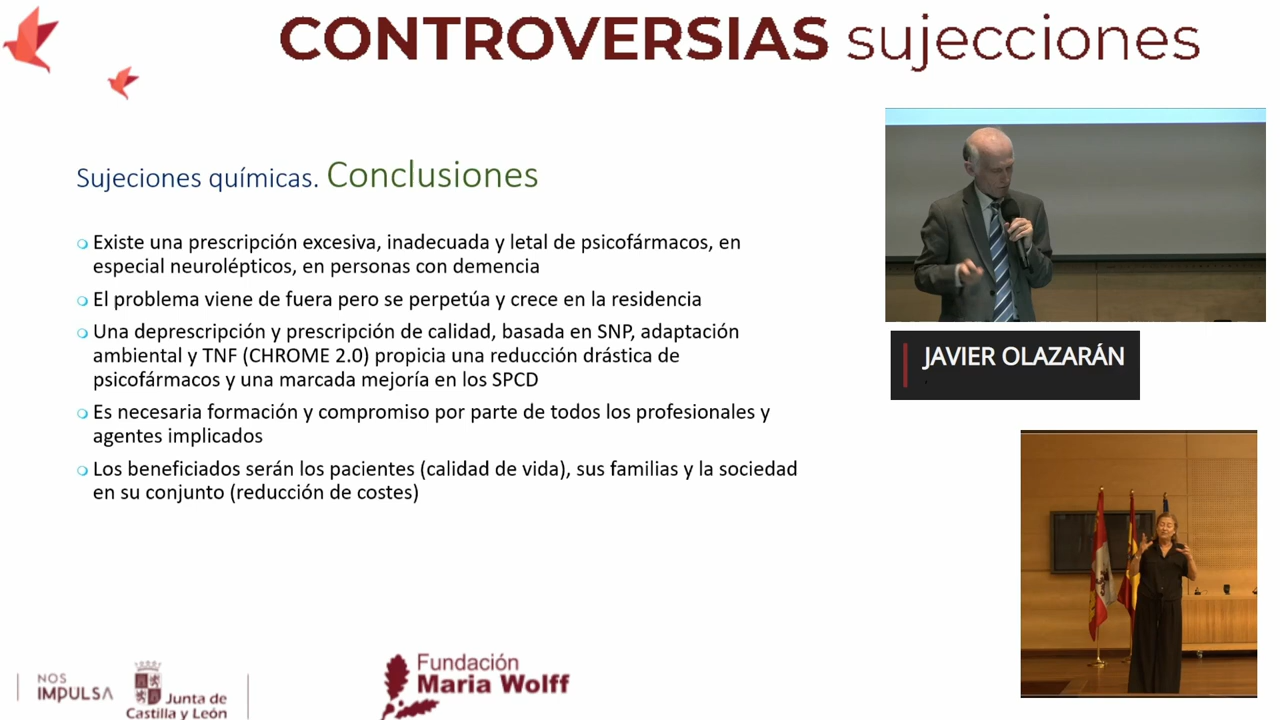 CONTROVERSIAS sujecciones
Sujeciones químicas. Conclusiones
Existe una prescripción excesiva, inadecuada y letal de psicofármacos, en
especial neurolépticos, en personas con demencia
El problema viene de fuera pero se perpetúa y crece en la residencia
Una deprescripción y prescripción de calidad, basada en SNP, adaptación
ambiental y TNF (CHROME 2.0) propicia una reducción drástica de
psicofármacos y una marcada mejoría en los SPCD
Es necesaria formación y compromiso por parte de todos los profesionales y
agentes implicados
Los beneficiados serán los pacientes (calidad de vida), sus familias y la sociedad
en su conjunto (reducción de costes)
JAVIER OLAZARÁN
NOS
IMPULSA
Junta de
Castilla y León
Fundación
Maria Wolff